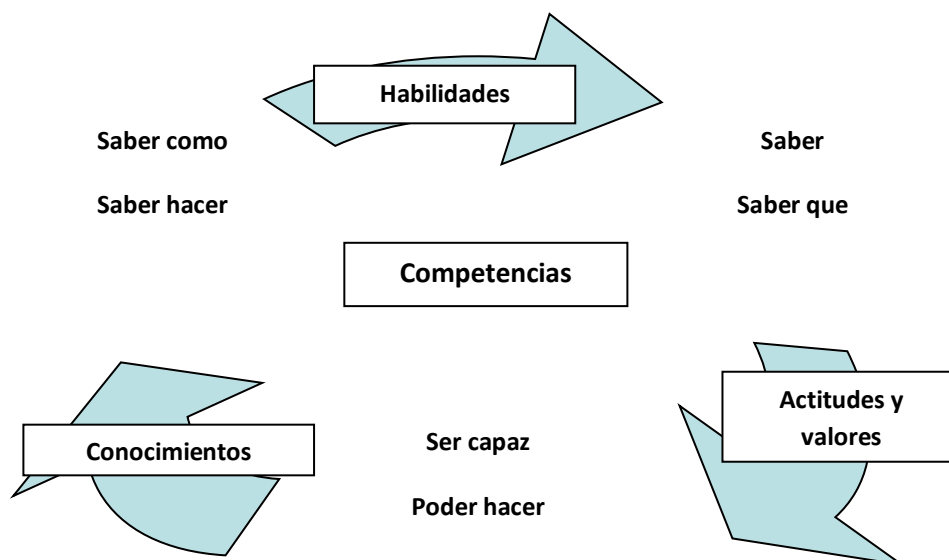 Habilidades
Saber como
Saber
Saber hacer
Saber que
Competencias
Actitudes y
valores
Conocimientos
Ser capaz
Poder hacer